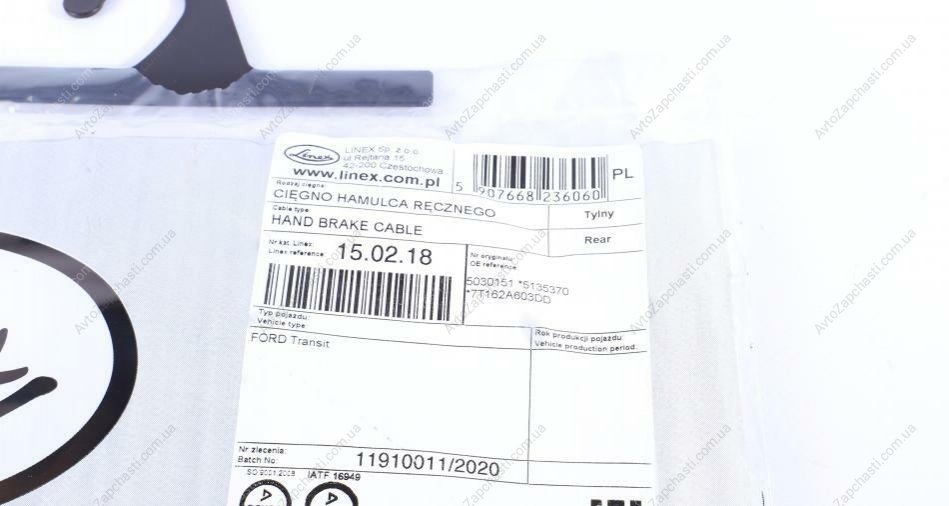 Linex
LINEX Sp. z o.o.
ul Rejtana 15
42-200 Częstochowa
www.linex.com.pl
5 907668 236060
PL
Rodzaj cięgna:
CIĘGNO HAMULCA RĘCZNEGO
Tylny
Cable type:
HAND BRAKE CABLE
Rear
Nr kat. Linex:
Linex reference
15.02.18
Nr oryginału:
OE reference
5030151 *5135370
*7T162A603DD
Typ pojazdu:
Vehicle type
FORD Transit
Rok produkcji pojazdu:
Vehicle production period.
Nr zlecenia:
Batch No:
11910011/2020
ISO 9001:2008
IATF 16949
AvtoZapchasti.com.ua